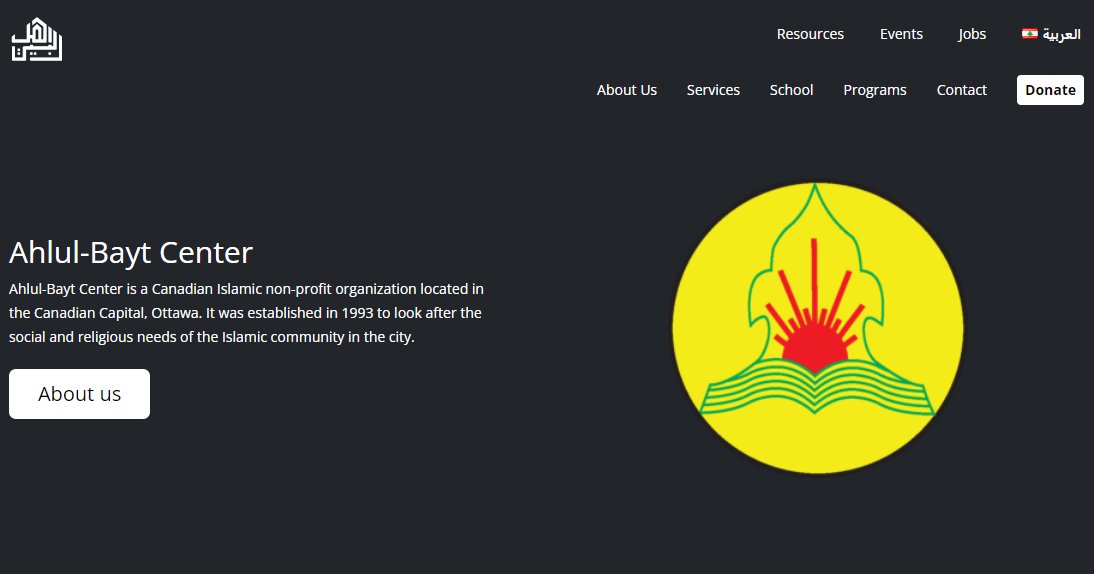 أهل
البيت
Resources Events Jobs العربية
About Us Services School Programs Contact Donate
Ahlul-Bayt Center
Ahlul-Bayt Center is a Canadian Islamic non-profit organization located in
the Canadian Capital, Ottawa. It was established in 1993 to look after the
social and religious needs of the Islamic community in the city.
About us